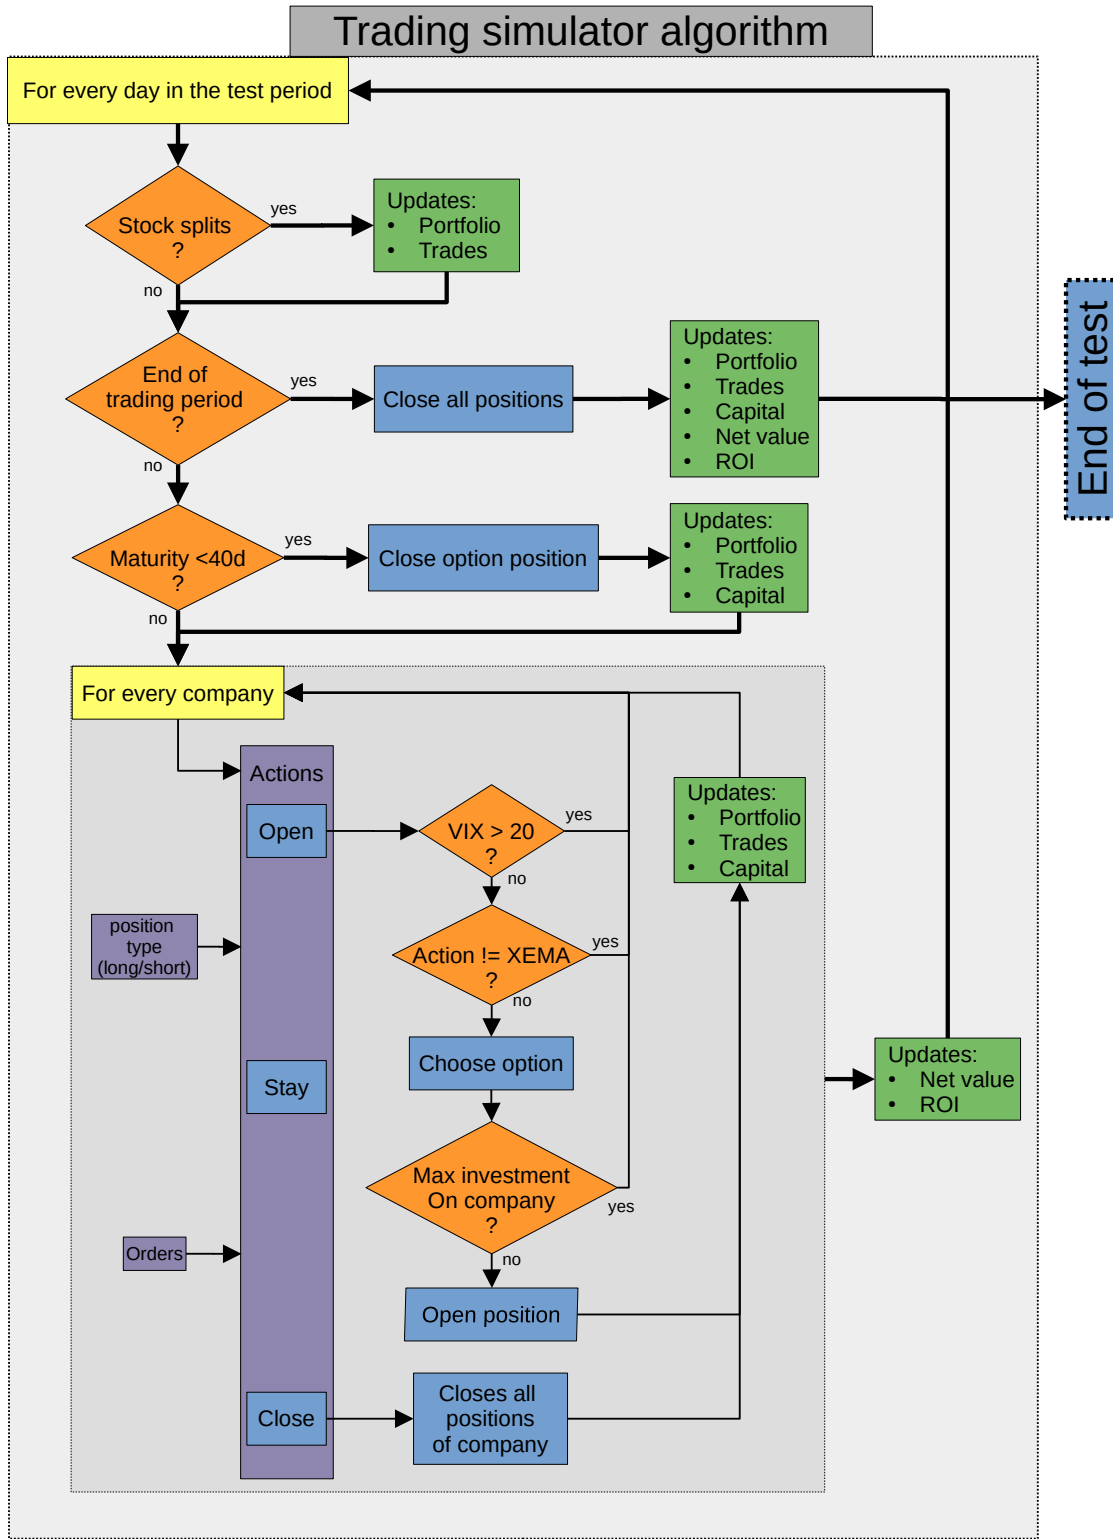 Trading simulator algorithm
For every day in the test period
Stock splits
?
yes
no
Updates:
• Portfolio
• Trades
End of
trading period
?
yes
no
Close all positions
Updates:
• Portfolio
• Trades
• Capital
• Net value
• ROI
End of test
Maturity <40d
?
yes
no
Close option position
Updates:
• Portfolio
• Trades
• Capital
For every company
Actions
Open
VIX > 20
?
yes
no
Updates:
• Portfolio
• Trades
• Capital
position
type
(long/short)
Action != XEMA
?
yes
no
Choose option
Stay
Updates:
• Net value
• ROI
Max investment
On company
?
yes
no
Orders
Open position
Close
Closes all
positions
of company